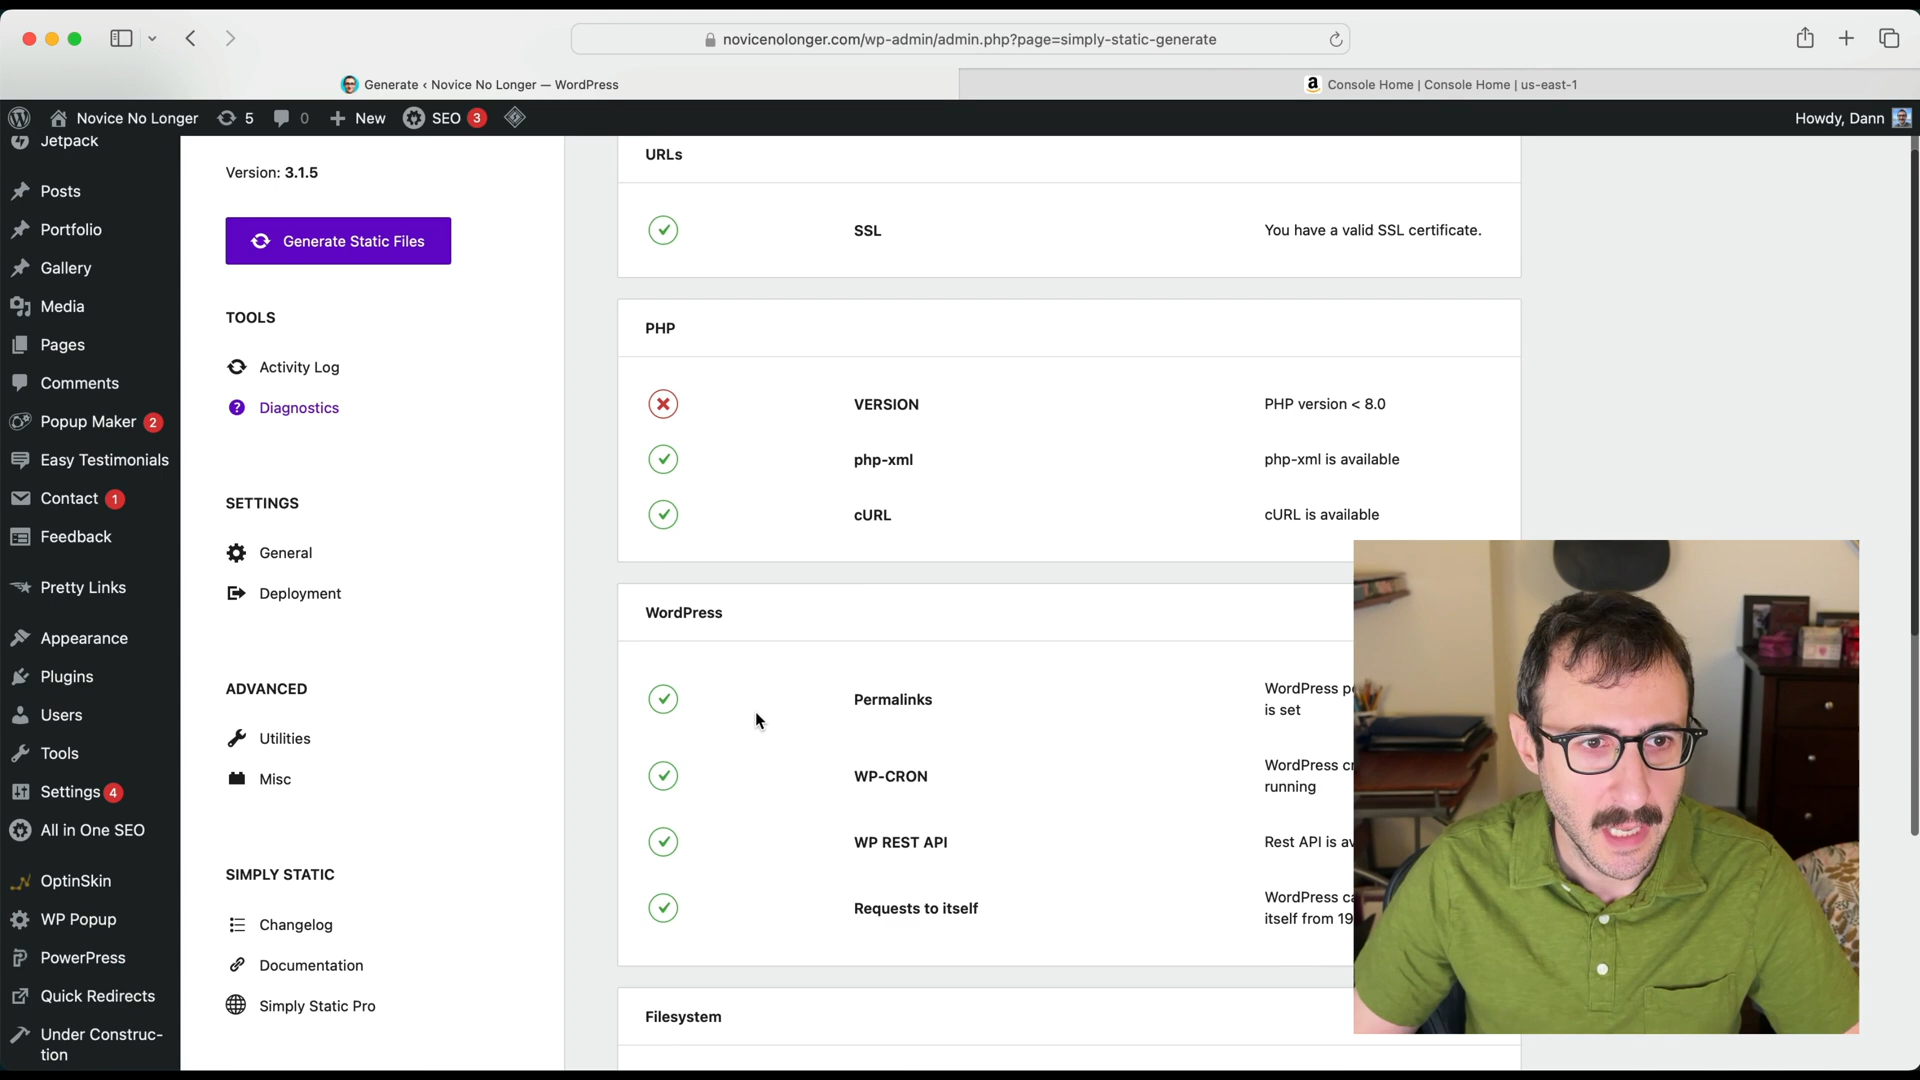 novicenolonger.com/wp-admin/admin.php?page=simply-static-generate
Generate < Novice No Longer — WordPress
a Console Home | Console Home | us-east-1
Novice No Longer 5 0 New SEO 3
Howdy, Dann
Jetpack
Posts
Portfolio
Gallery
Media
Pages
Comments
Popup Maker 2
Easy Testimonials
Contact 1
Feedback
Pretty Links
Appearance
Plugins
Users
Tools
Settings 4
All in One SEO
OptinSkin
WP Popup
PowerPress
Quick Redirects
Under Construc-
tion
Version: 3.1.5
Generate Static Files
TOOLS
Activity Log
Diagnostics
SETTINGS
General
Deployment
ADVANCED
Utilities
Misc
SIMPLY STATIC
Changelog
Documentation
Simply Static Pro
URLs
SSL You have a valid SSL certificate.
PHP
VERSION PHP version < 8.0
php-xml php-xml is available
cURL cURL is available
WordPress
Permalinks WordPress
is set
WP-CRON WordPress
running
WP REST API Rest API is
Requests to itself WordPress
itself from
Filesystem